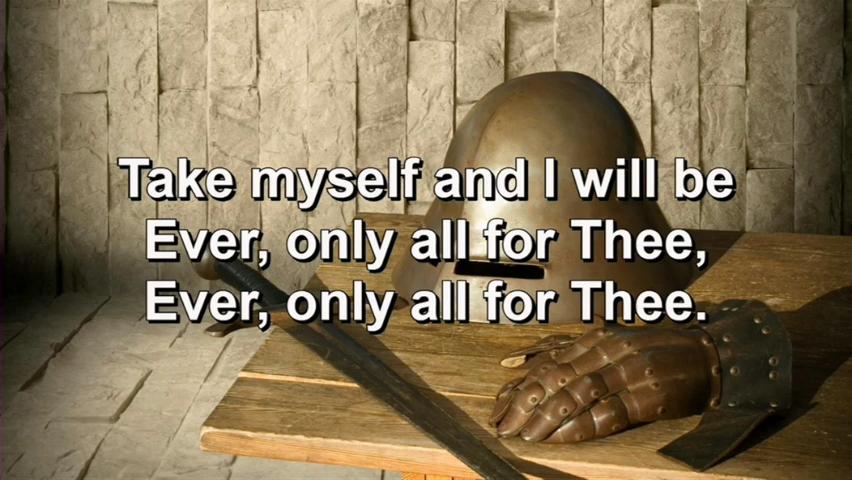 Take myself and I will be
Ever, only all for Thee,
Ever, only all for Thee.